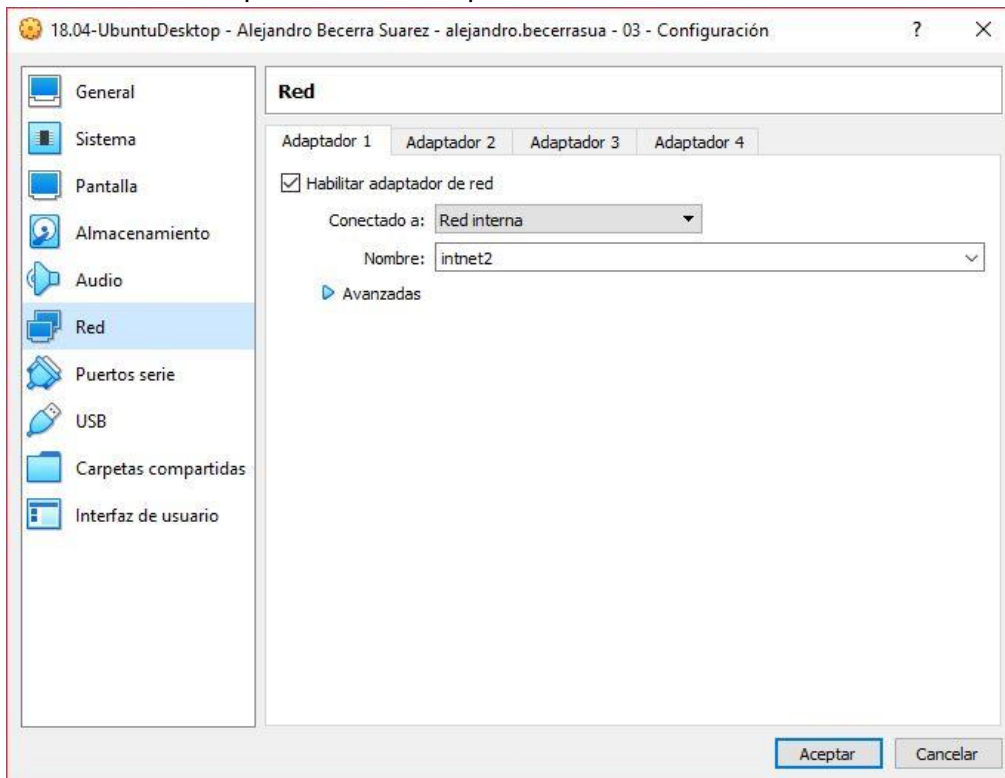 18.04-UbuntuDesktop - Alejandro Becerra Suarez - alejandro.becerrasua - 03 - Configuración ? X
General
Sistema
Pantalla
Almacenamiento
Audio
Red
Puertos serie
USB
Carpetas compartidas
Interfaz de usuario
Red
Adaptador 1 Adaptador 2 Adaptador 3 Adaptador 4
Habilitar adaptador de red
Conectado a: Red interna
Nombre: intnet2
Avanzadas
Aceptar Cancelar